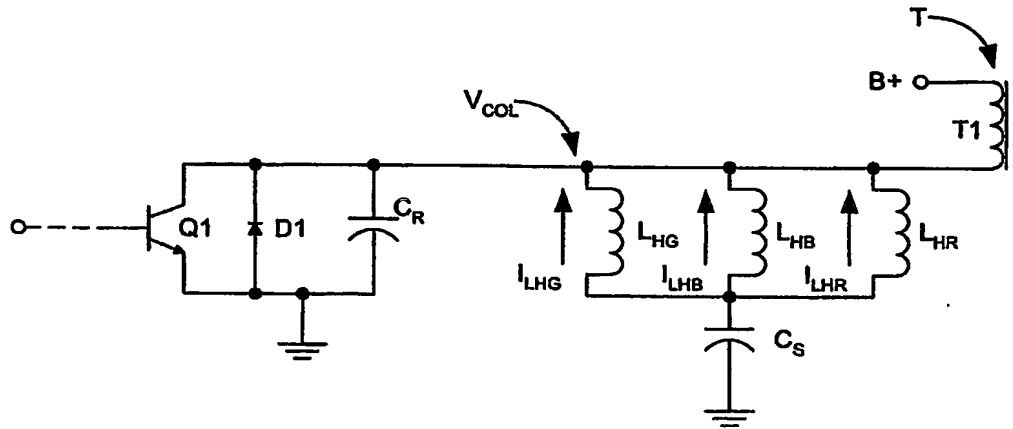 T
B+
T1
V_COL
Q1
D1
C_R
L_HG
L_HB
L_HR
I_LHG
I_LHB
I_LHR
C_S